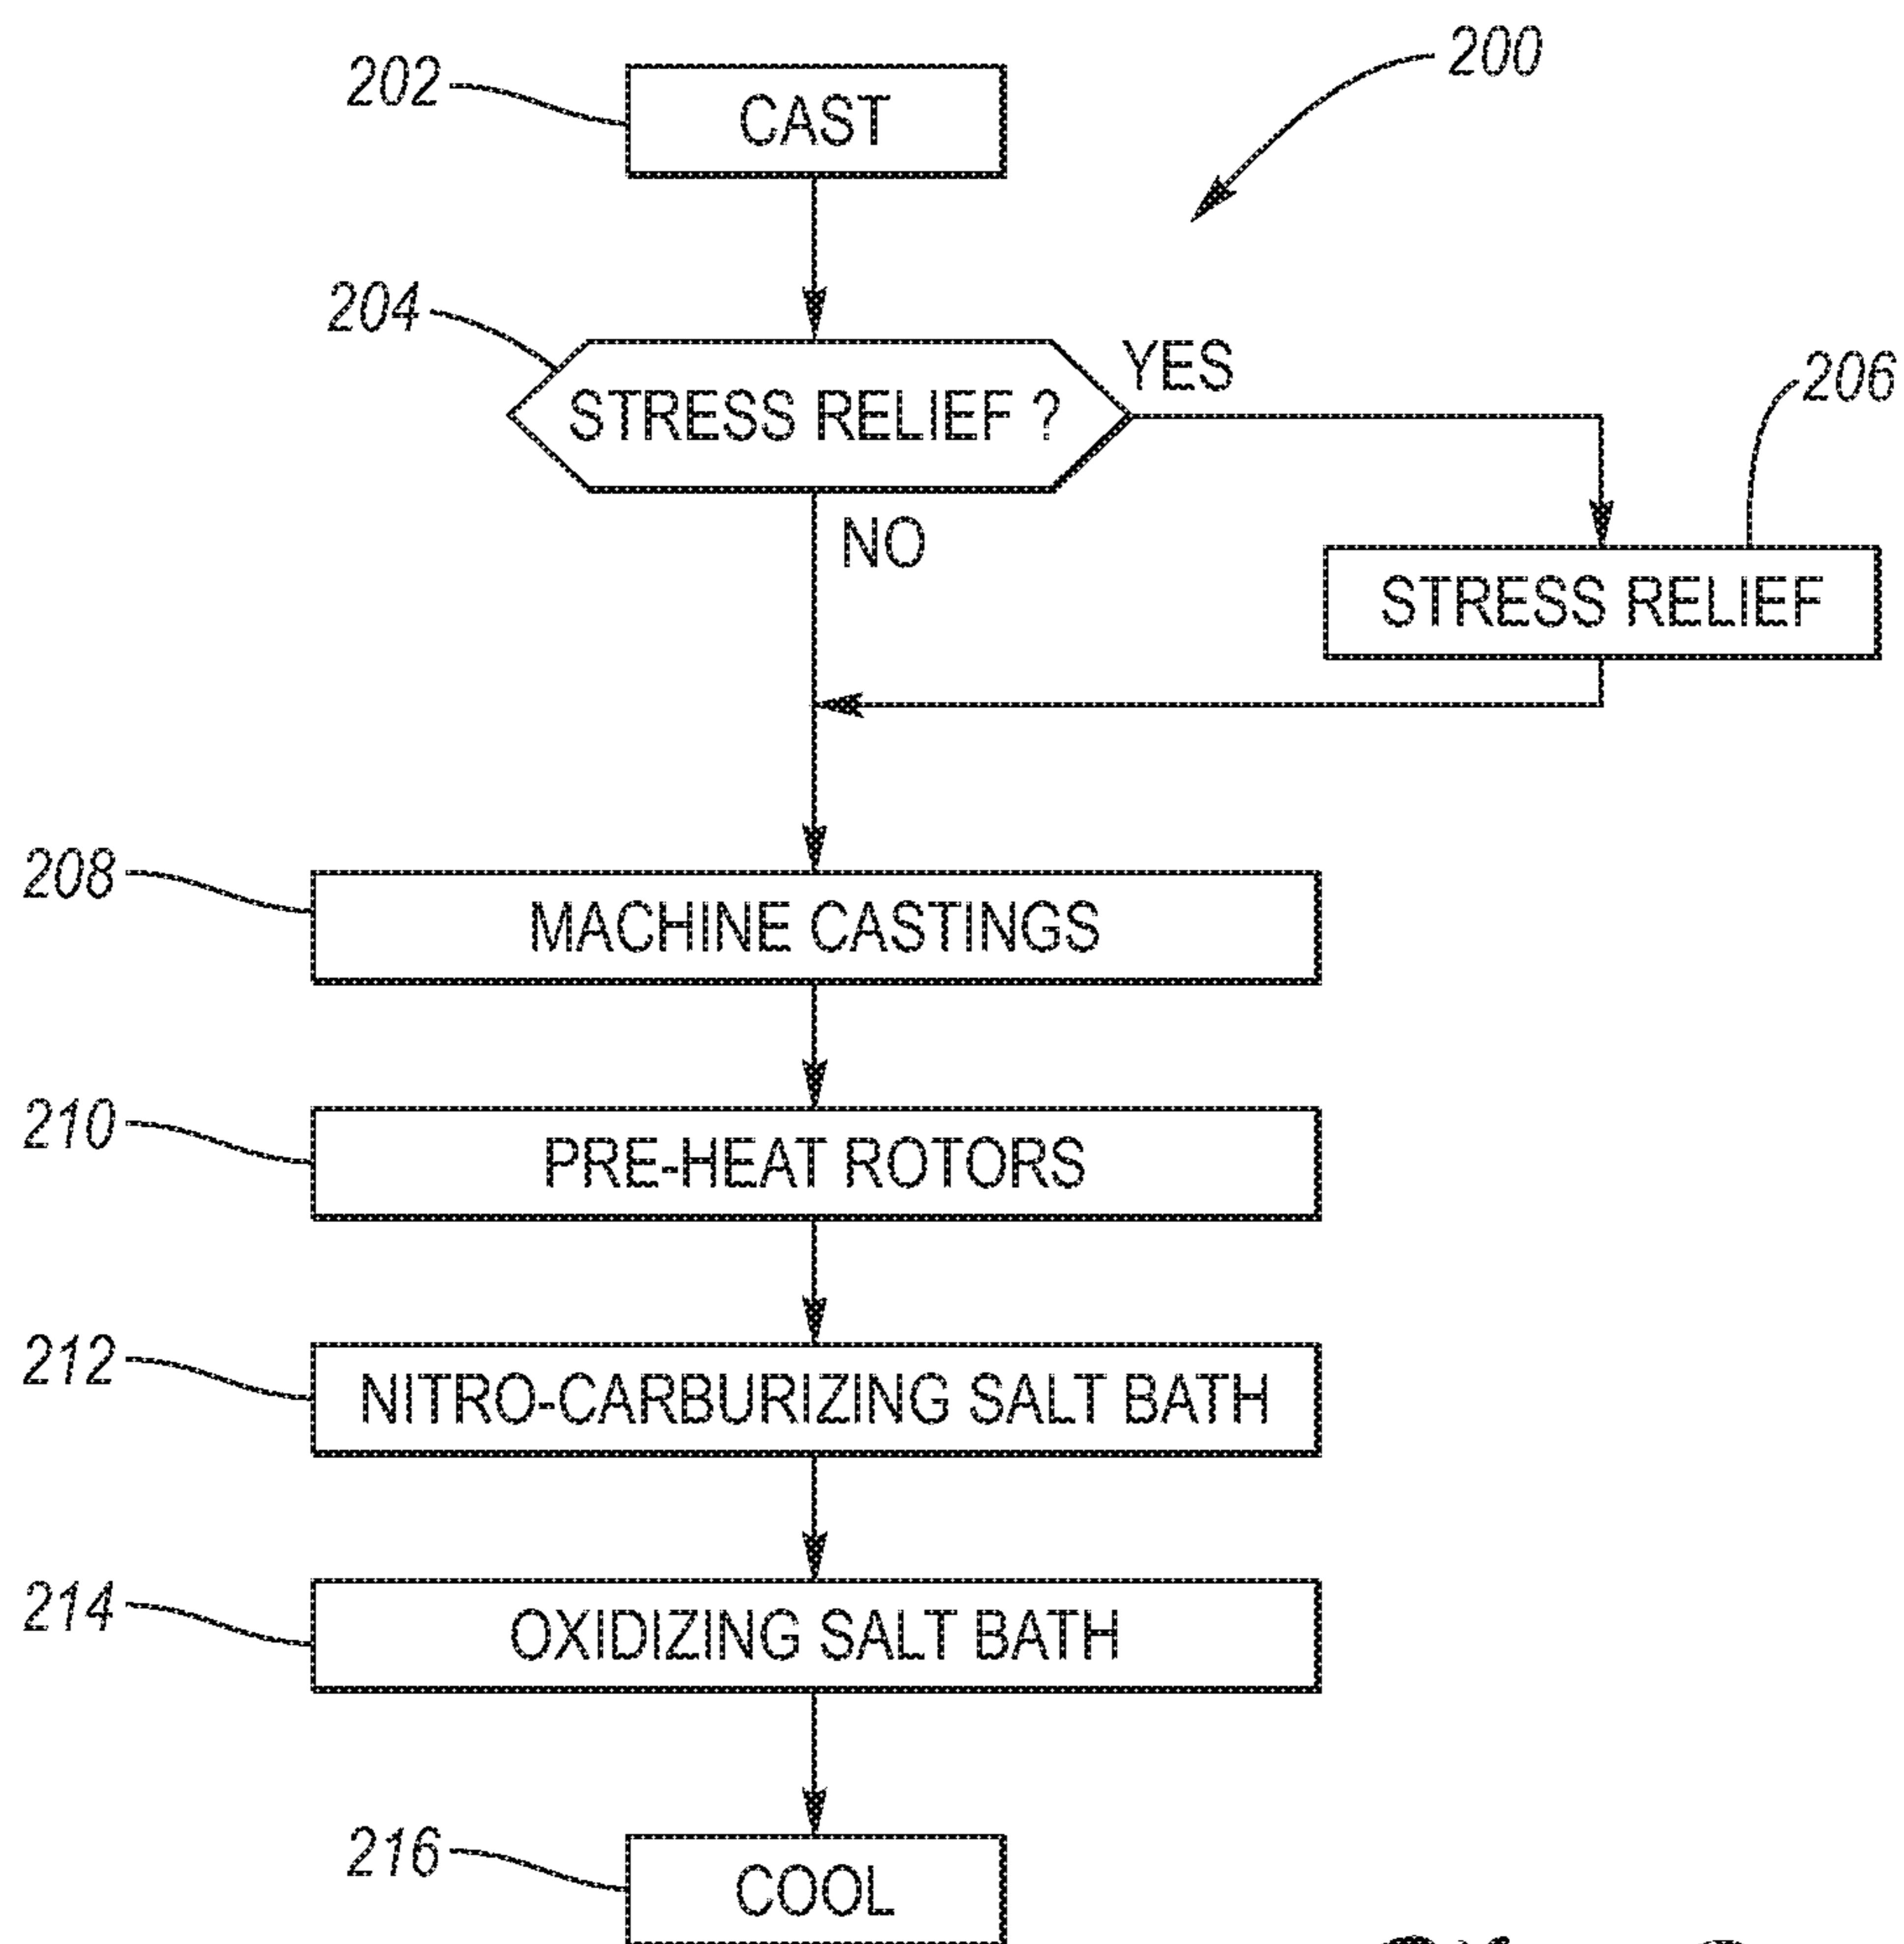 200
202
CAST
204
STRESS RELIEF ?
YES
206
NO
STRESS RELIEF
208
MACHINE CASTINGS
210
PRE-HEAT ROTORS
212
NITRO-CARBURIZING SALT BATH
214
OXIDIZING SALT BATH
216
COOL